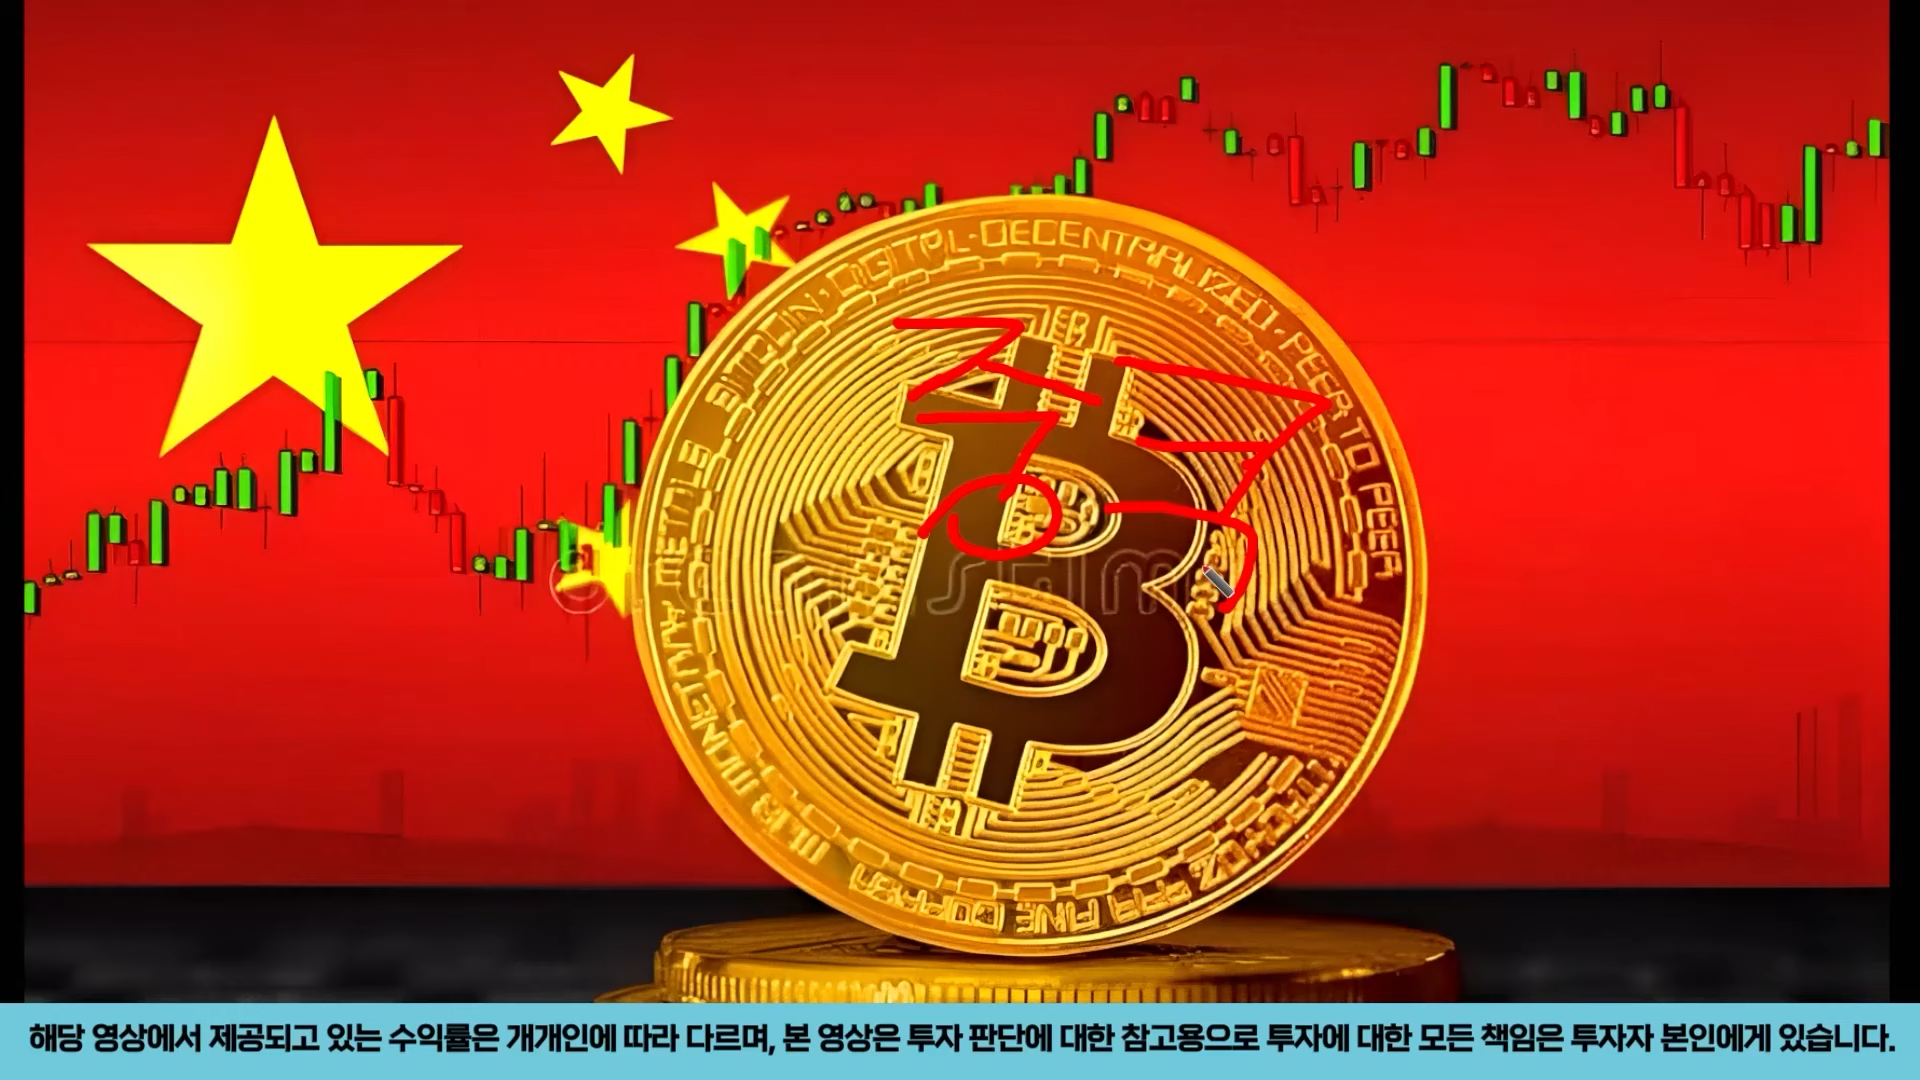 BITCOIN · DIGITAL · DECENTRALIZED · PEER TO PEER
중국
해당 영상에서 제공되고 있는 수익률은 개개인에 따라 다르며, 본 영상은 투자 판단에 대한 참고용으로 투자에 대한 모든 책임은 투자자 본인에게 있습니다.